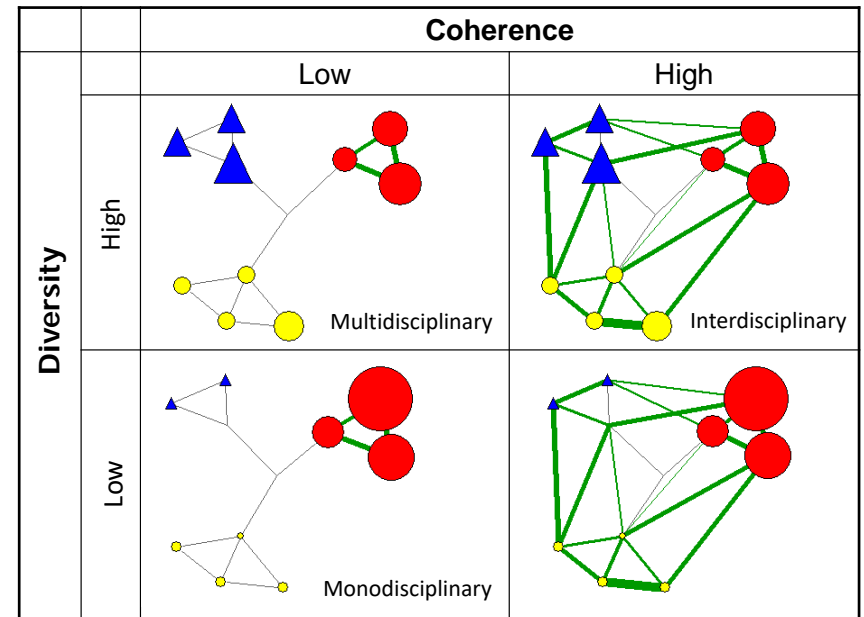 Coherence
Low
High
Diversity
High
Multidisciplinary
Interdisciplinary
Low
Monodisciplinary